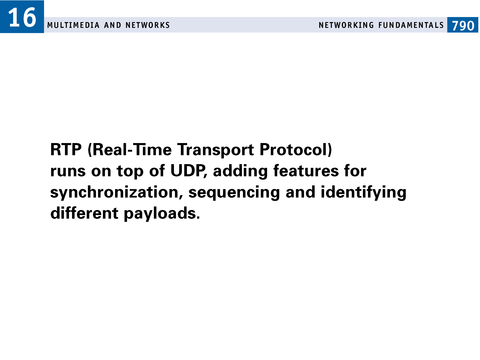 16 MULTIMEDIA AND NETWORKS NETWORKING FUNDAMENTALS 790
RTP (Real-Time Transport Protocol)
runs on top of UDP, adding features for
synchronization, sequencing and identifying
different payloads.